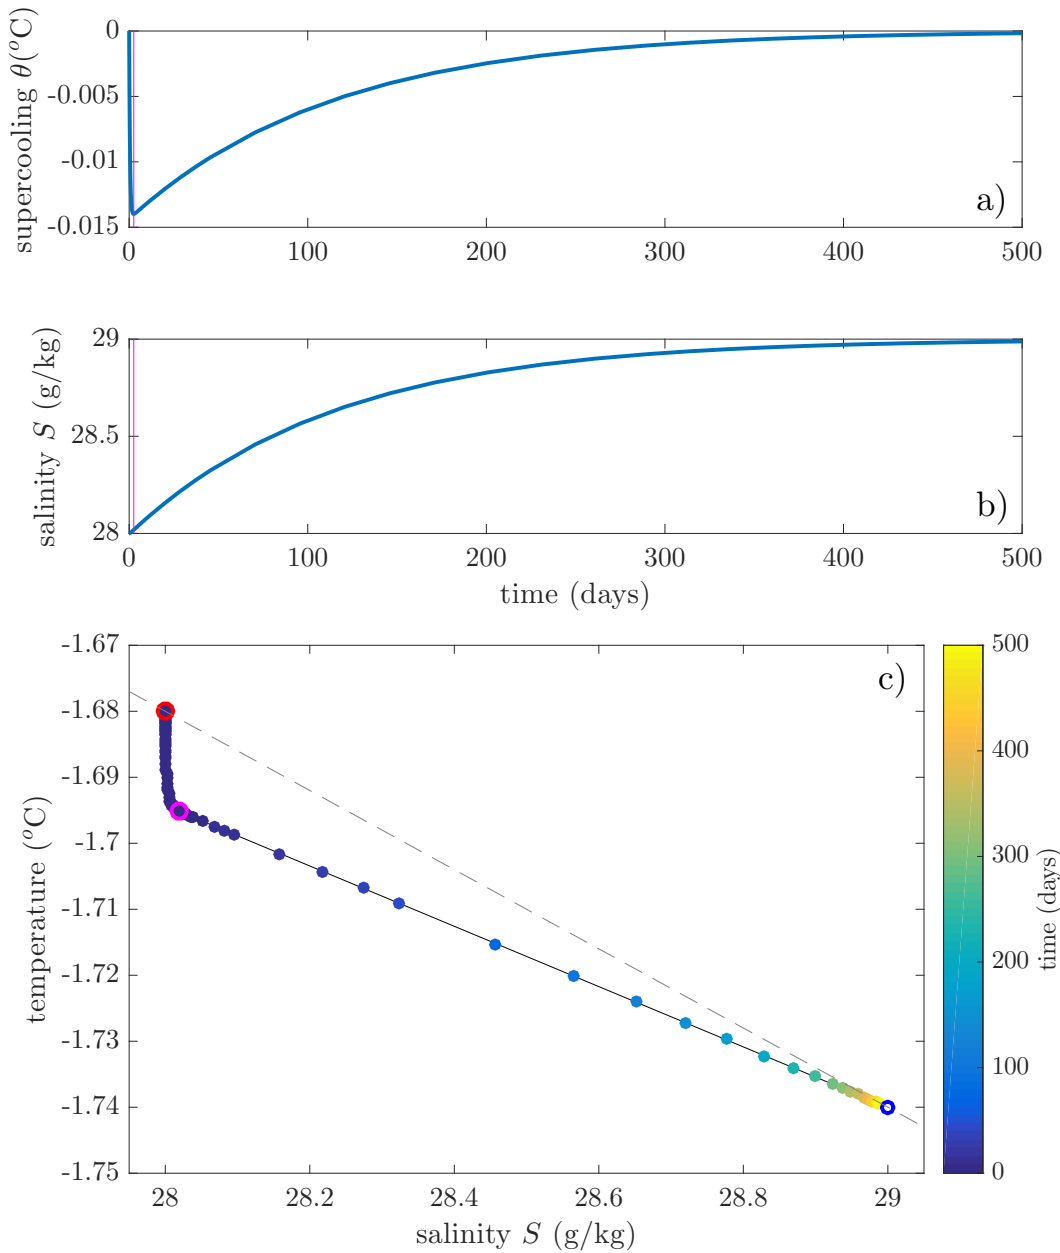 supercooling θ(°C)
0
-0.005
-0.01
-0.015
a)
0 100 200 300 400 500
salinity S (g/kg)
29
28.5
28
b)
0 100 200 300 400 500
time (days)
temperature (°C)
-1.67
-1.68
-1.69
-1.7
-1.71
-1.72
-1.73
-1.74
-1.75
c)
28 28.2 28.4 28.6 28.8 29
salinity S (g/kg)
500
400
300
200
100
0
time (days)